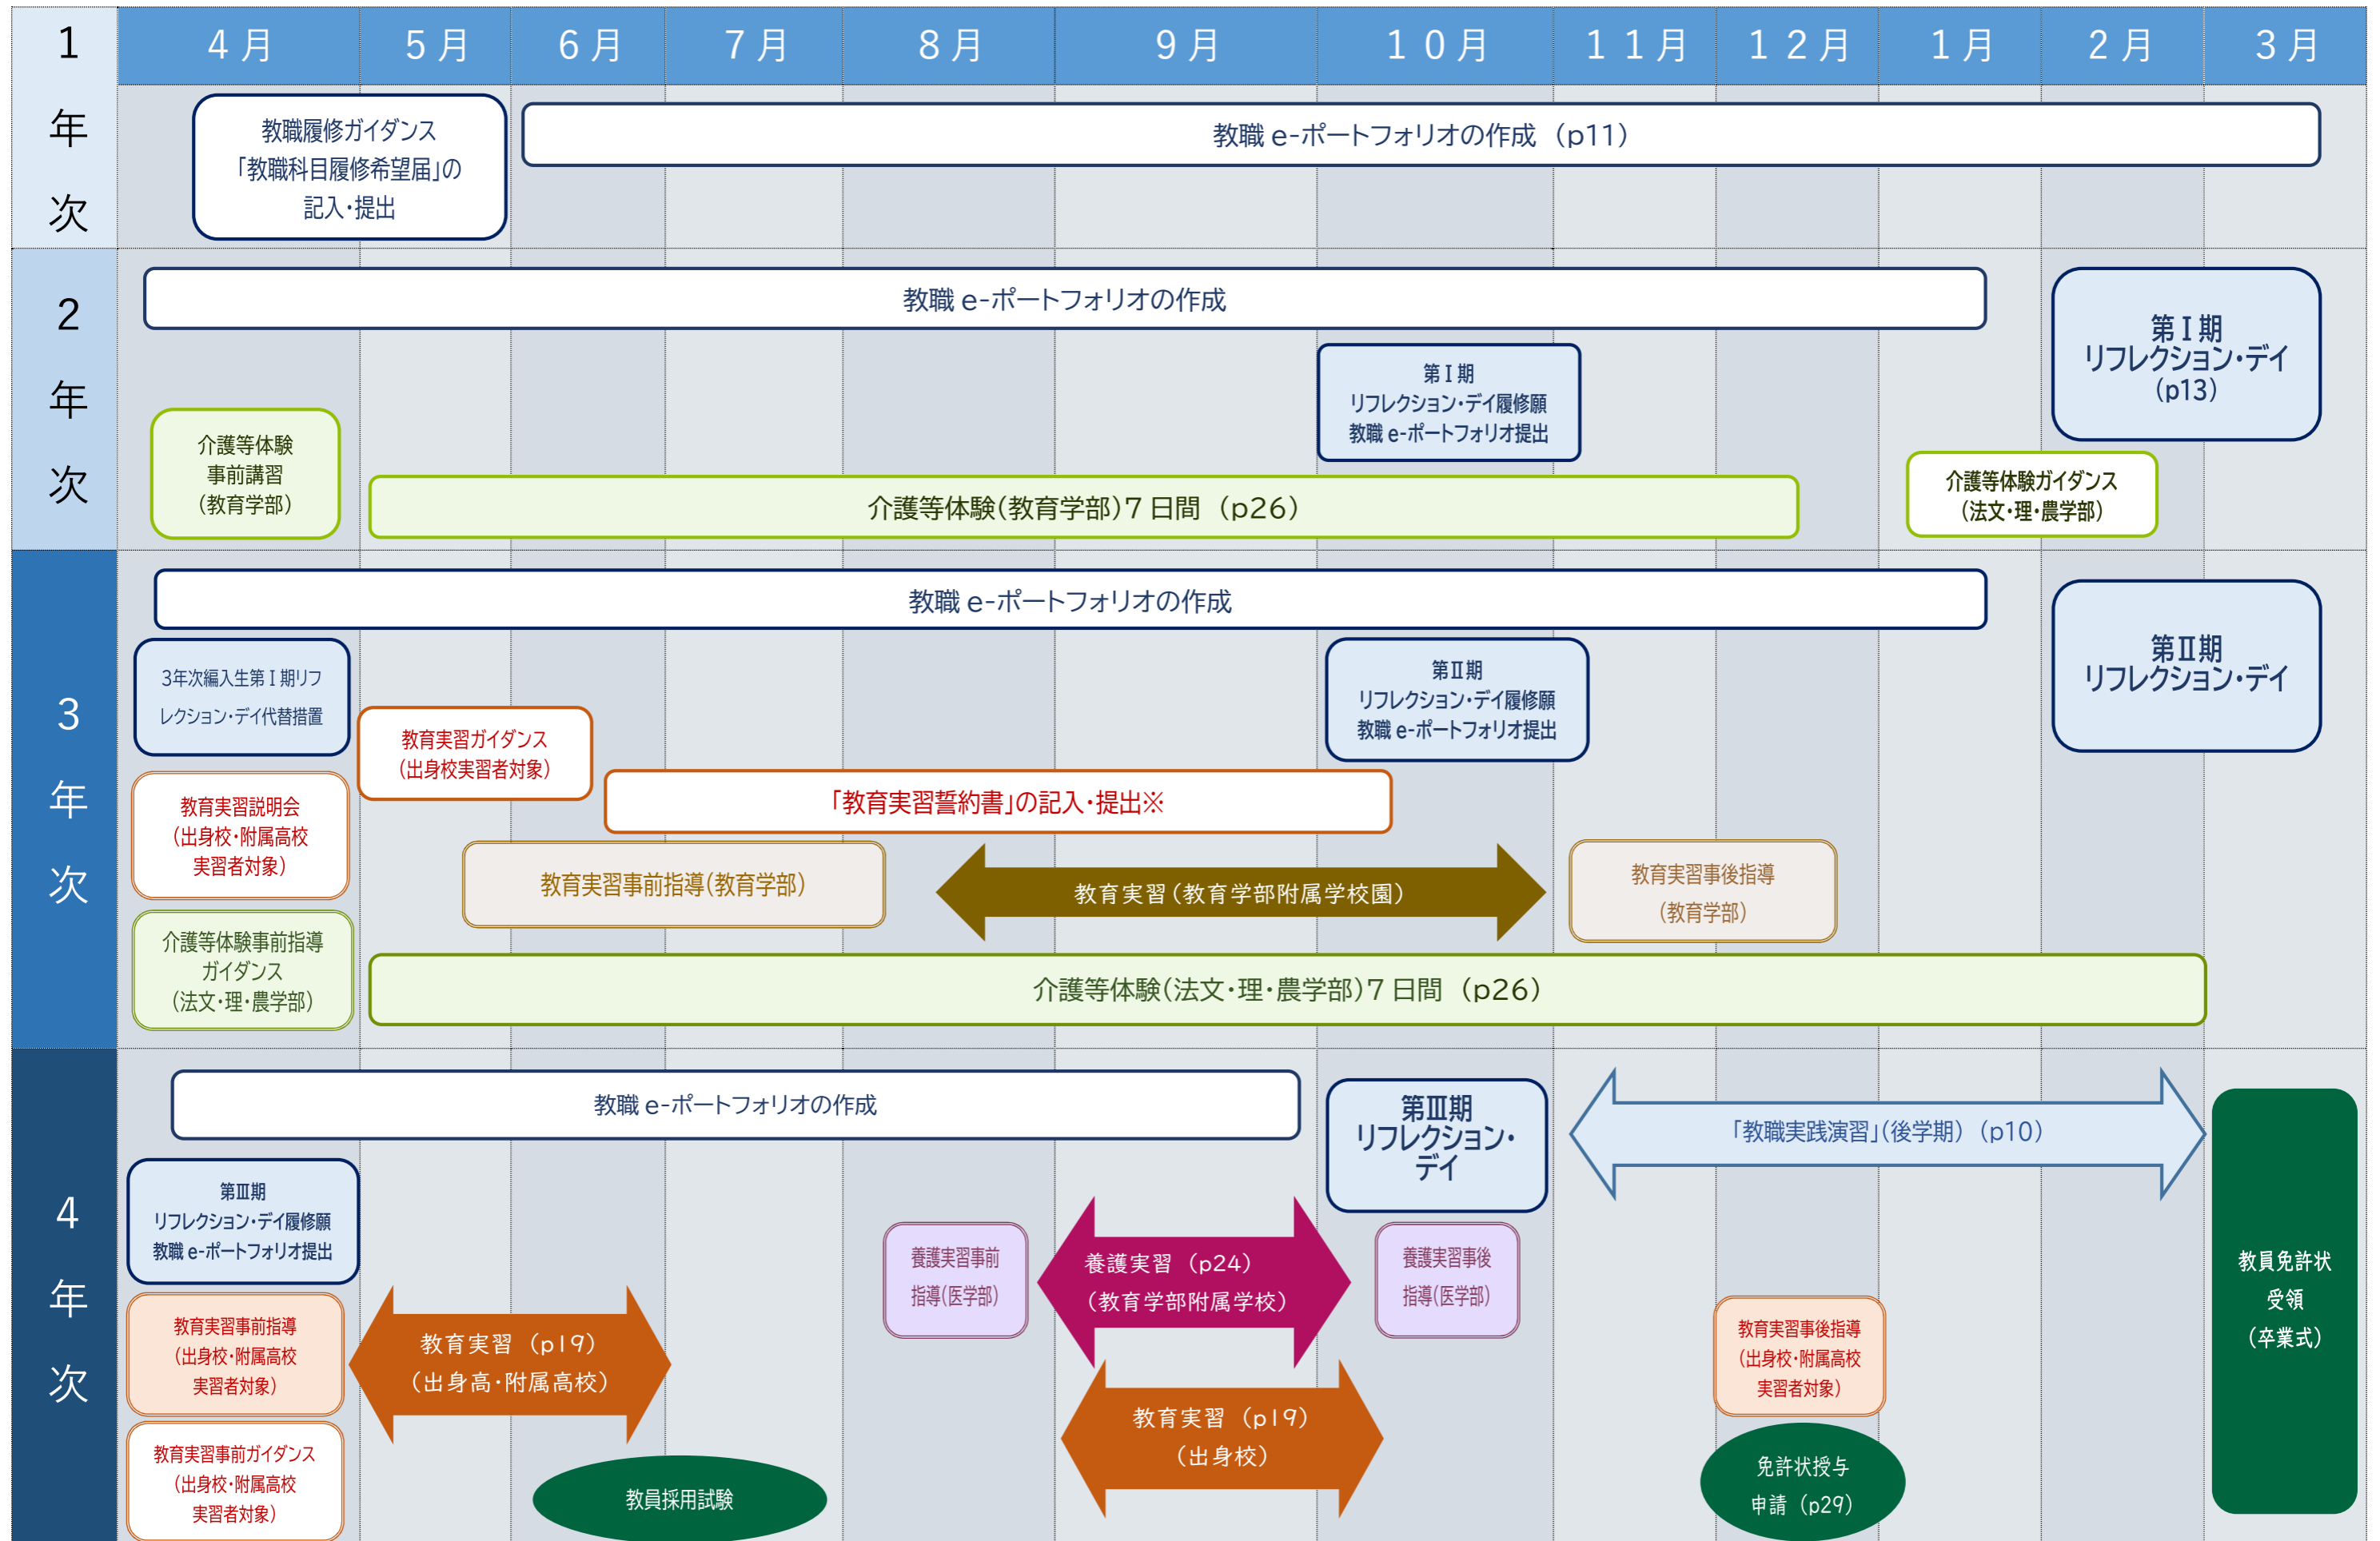 4月 5月 6月 7月 8月 9月 10月 11月 12月 1月 2月 3月
1年次
教職履修ガイダンス
「教職科目履修希望届」の
記入・提出
教職 e-ポートフォリオの作成 (p11)
2年次
教職 e-ポートフォリオの作成
第Ⅰ期
リフレクション・デイ
(p13)
第Ⅰ期
リフレクション・デイ履修願
教職 e-ポートフォリオ提出
介護等体験
事前講習
(教育学部)
介護等体験(教育学部)7日間 (p26)
介護等体験ガイダンス
(法文・理・農学部)
3年次
教職 e-ポートフォリオの作成
3年次編入生第Ⅰ期リフ
レクション・デイ代替措置
第Ⅱ期
リフレクション・デイ履修願
教職 e-ポートフォリオ提出
第Ⅱ期
リフレクション・デイ
教育実習ガイダンス
(出身校実習者対象)
教育実習説明会
(出身校・附属高校
実習者対象)
「教育実習誓約書」の記入・提出※
教育実習事前指導(教育学部)
教育実習(教育学部附属学校園)
教育実習事後指導
(教育学部)
介護等体験事前指導
ガイダンス
(法文・理・農学部)
介護等体験(法文・理・農学部)7日間 (p26)
4年次
教職 e-ポートフォリオの作成
第Ⅲ期
リフレクション・
デイ
「教職実践演習」(後学期) (p10)
第Ⅲ期
リフレクション・デイ履修願
教職 e-ポートフォリオ提出
養護実習事前
指導(医学部)
養護実習 (p24)
(教育学部附属学校)
養護実習事後
指導(医学部)
教員免許状
受領
(卒業式)
教育実習事前指導
(出身校・附属高校
実習者対象)
教育実習 (p19)
(出身高・附属高校)
教育実習事後指導
(出身校・附属高校
実習者対象)
教育実習 (p19)
(出身校)
教育実習事前ガイダンス
(出身校・附属高校
実習者対象)
教員採用試験
免許状授与
申請 (p29)